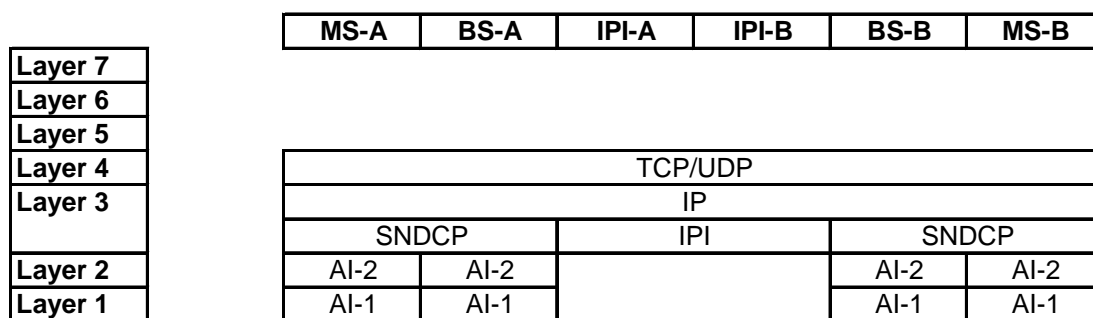 MS-A BS-A IPI-A IPI-B BS-B MS-B
Layer 7
Layer 6
Layer 5
Layer 4 TCP/UDP
Layer 3 IP
SNDCP IPI SNDCP
Layer 2 AI-2 AI-2 AI-2 AI-2
Layer 1 AI-1 AI-1 AI-1 AI-1